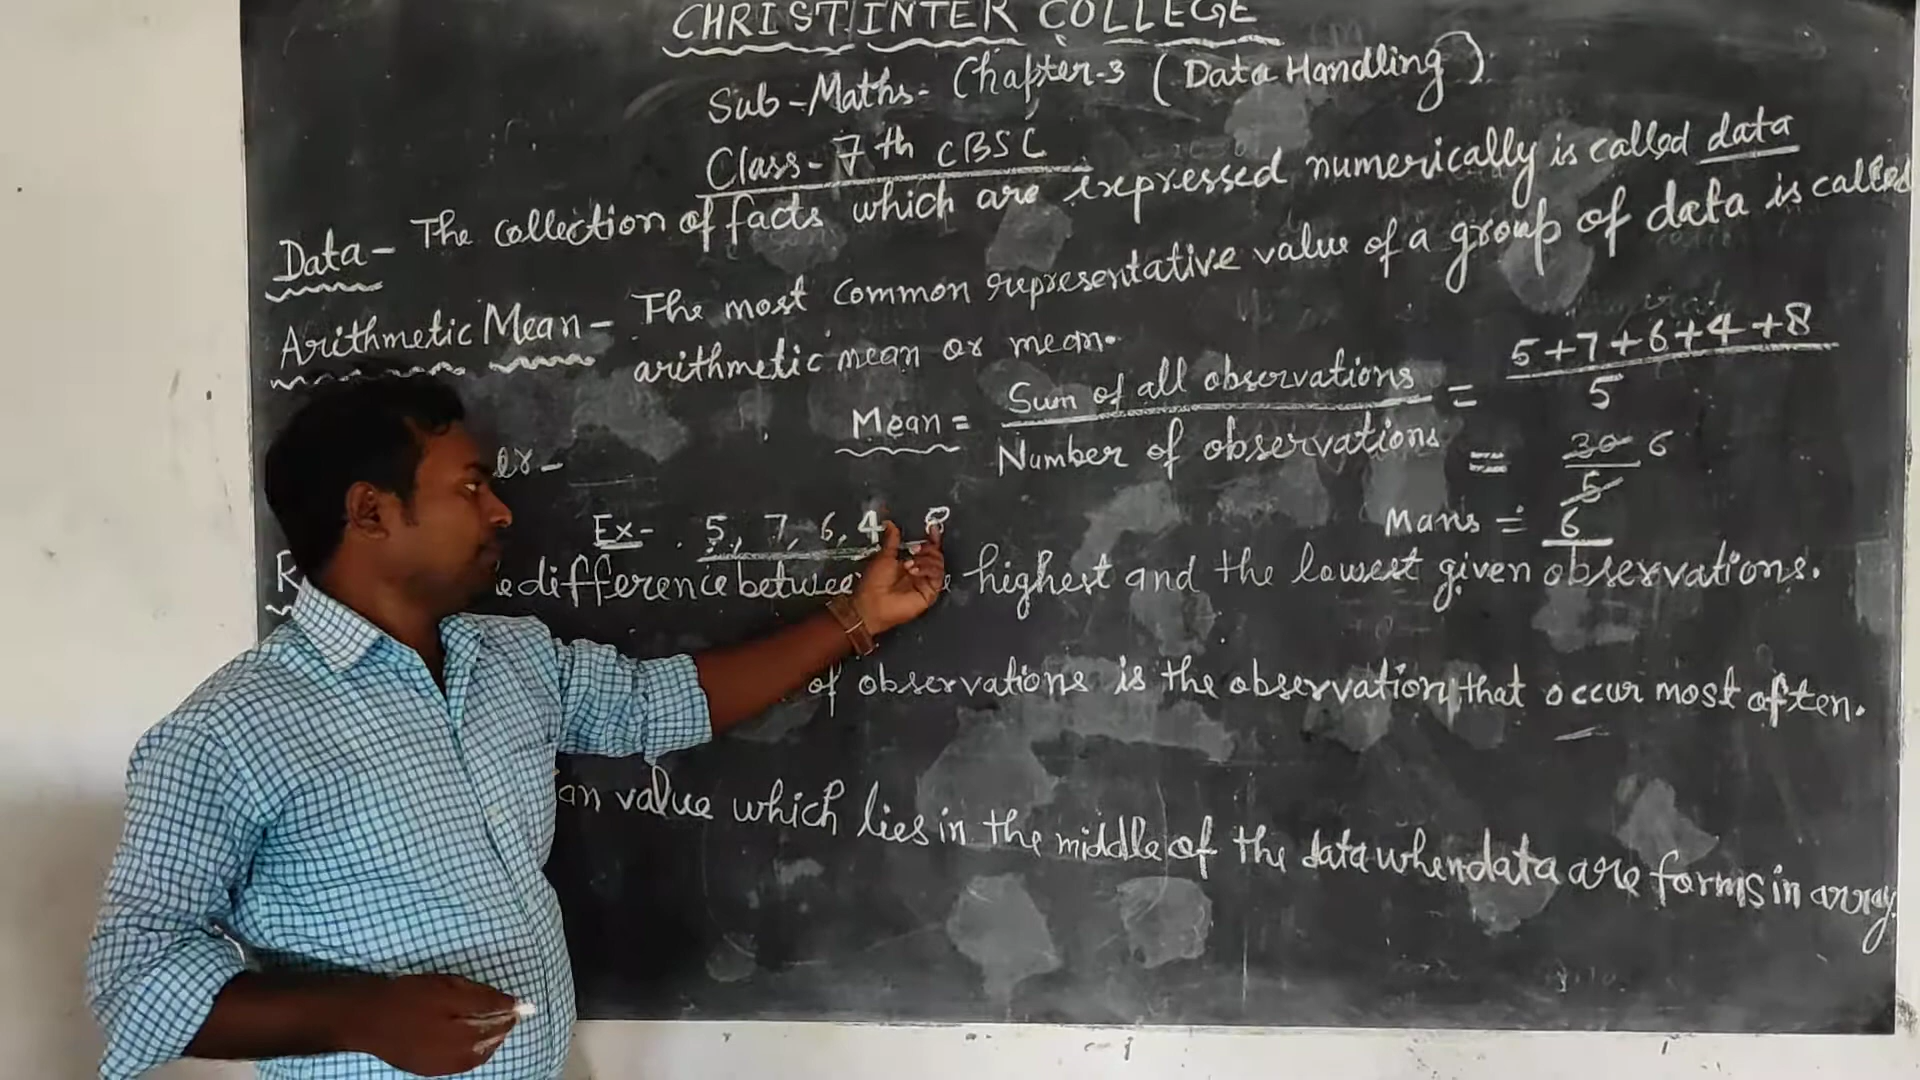 CHRIST INTER COLLEGE
Sub-Maths- Chapter-3 (Data Handling)
Class-7th CBSC
Data- The collection of facts which are expressed numerically is called data
Arithmetic Mean- The most common representative value of a group of data is called
arithmetic mean or mean.
Mean = Sum of all observations / Number of observations = 5+7+6+4+8 / 5
= 30 / 5 6
Ex- 5, 7, 6, 4, 8
Mans = 6
difference between highest and the lowest given observations.
of observations is the observation, that occur most often.
an value which lies in the middle of the data when data are forms in array.